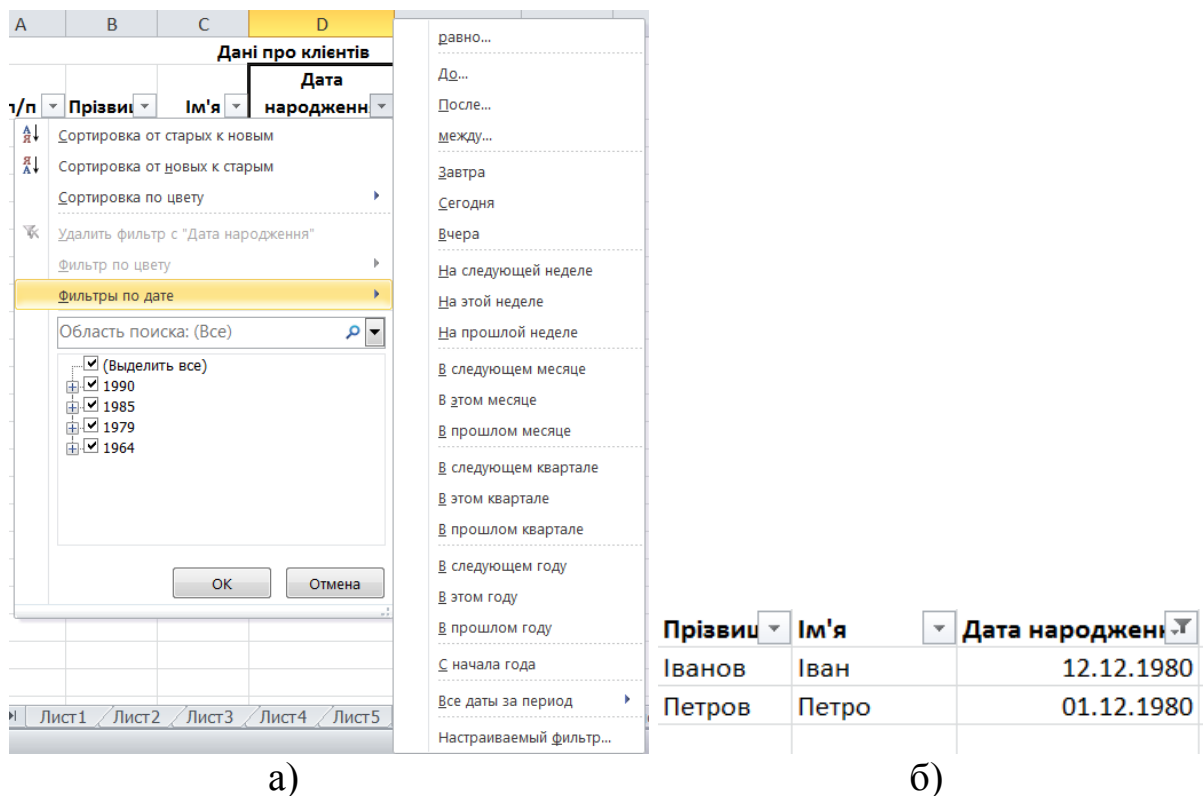 A B C D
Дані про клієнтів
Дата
п/п Прізвиц Ім'я народженн
Сортировка от старых к новым
Сортировка от новых к старым
Сортировка по цвету
Удалить фильтр с "Дата народження"
Фильтр по цвету
Фильтры по дате
Область поиска: (Все)
(Выделить все)
1990
1985
1979
1964
ОК Отмена
Лист1 Лист2 Лист3 Лист4 Лист5
равно...
До...
После...
между...
Завтра
Сегодня
Вчера
На следующей неделе
На этой неделе
На прошлой неделе
В следующем месяце
В этом месяце
В прошлом месяце
В следующем квартале
В этом квартале
В прошлом квартале
В следующем году
В этом году
В прошлом году
С начала года
Все даты за период
Настраиваемый фильтр...
Прізвиц Ім'я Дата народженн
Іванов Іван 12.12.1980
Петров Петро 01.12.1980
а) б)